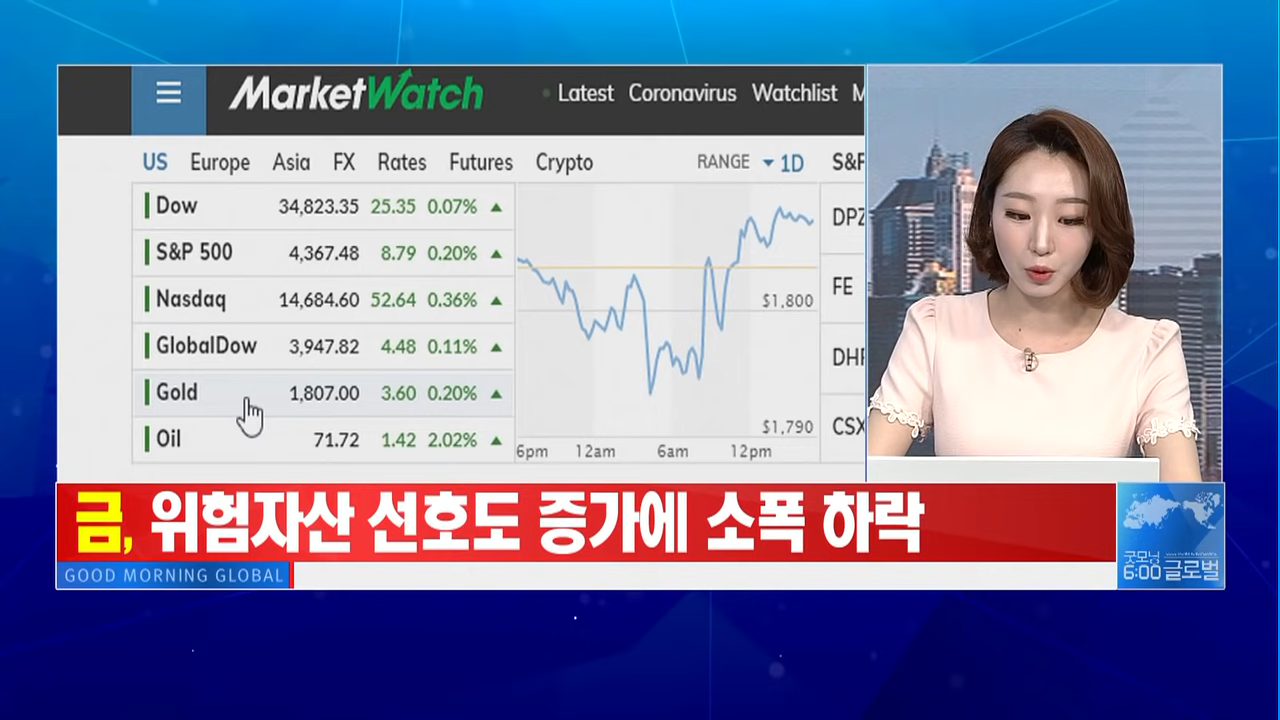 MarketWatch
Latest Coronavirus Watchlist M
US Europe Asia FX Rates Futures Crypto RANGE 1D S&F
Dow 34,823.35 25.35 0.07%
S&P 500 4,367.48 8.79 0.20%
Nasdaq 14,684.60 52.64 0.36%
GlobalDow 3,947.82 4.48 0.11%
Gold 1,807.00 3.60 0.20%
Oil 71.72 1.42 2.02%
$1,800
$1,790
6pm 12am 6am 12pm
DPZ
FE
DHR
CSX
금, 위험자산 선호도 증가에 소폭 하락
GOOD MORNING GLOBAL
굿모닝
6:00 글로벌